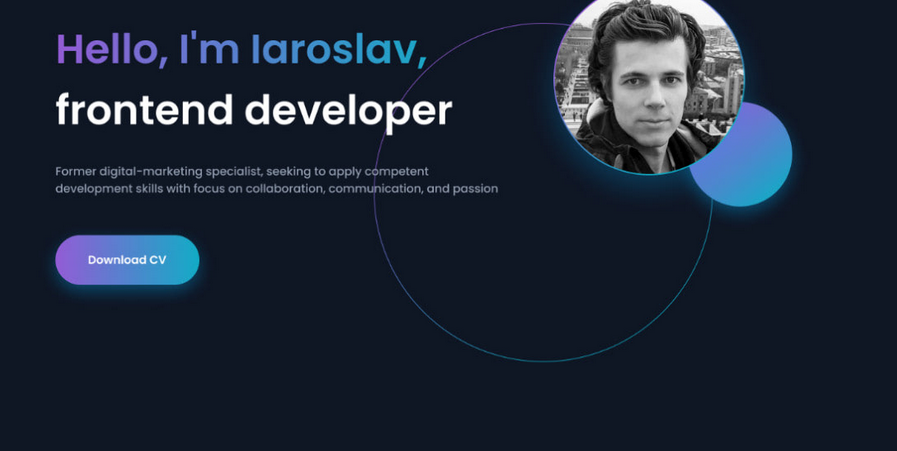 Hello, I'm Iaroslav,
frontend developer
Former digital-marketing specialist, seeking to apply competent
development skills with focus on collaboration, communication, and passion
Download CV